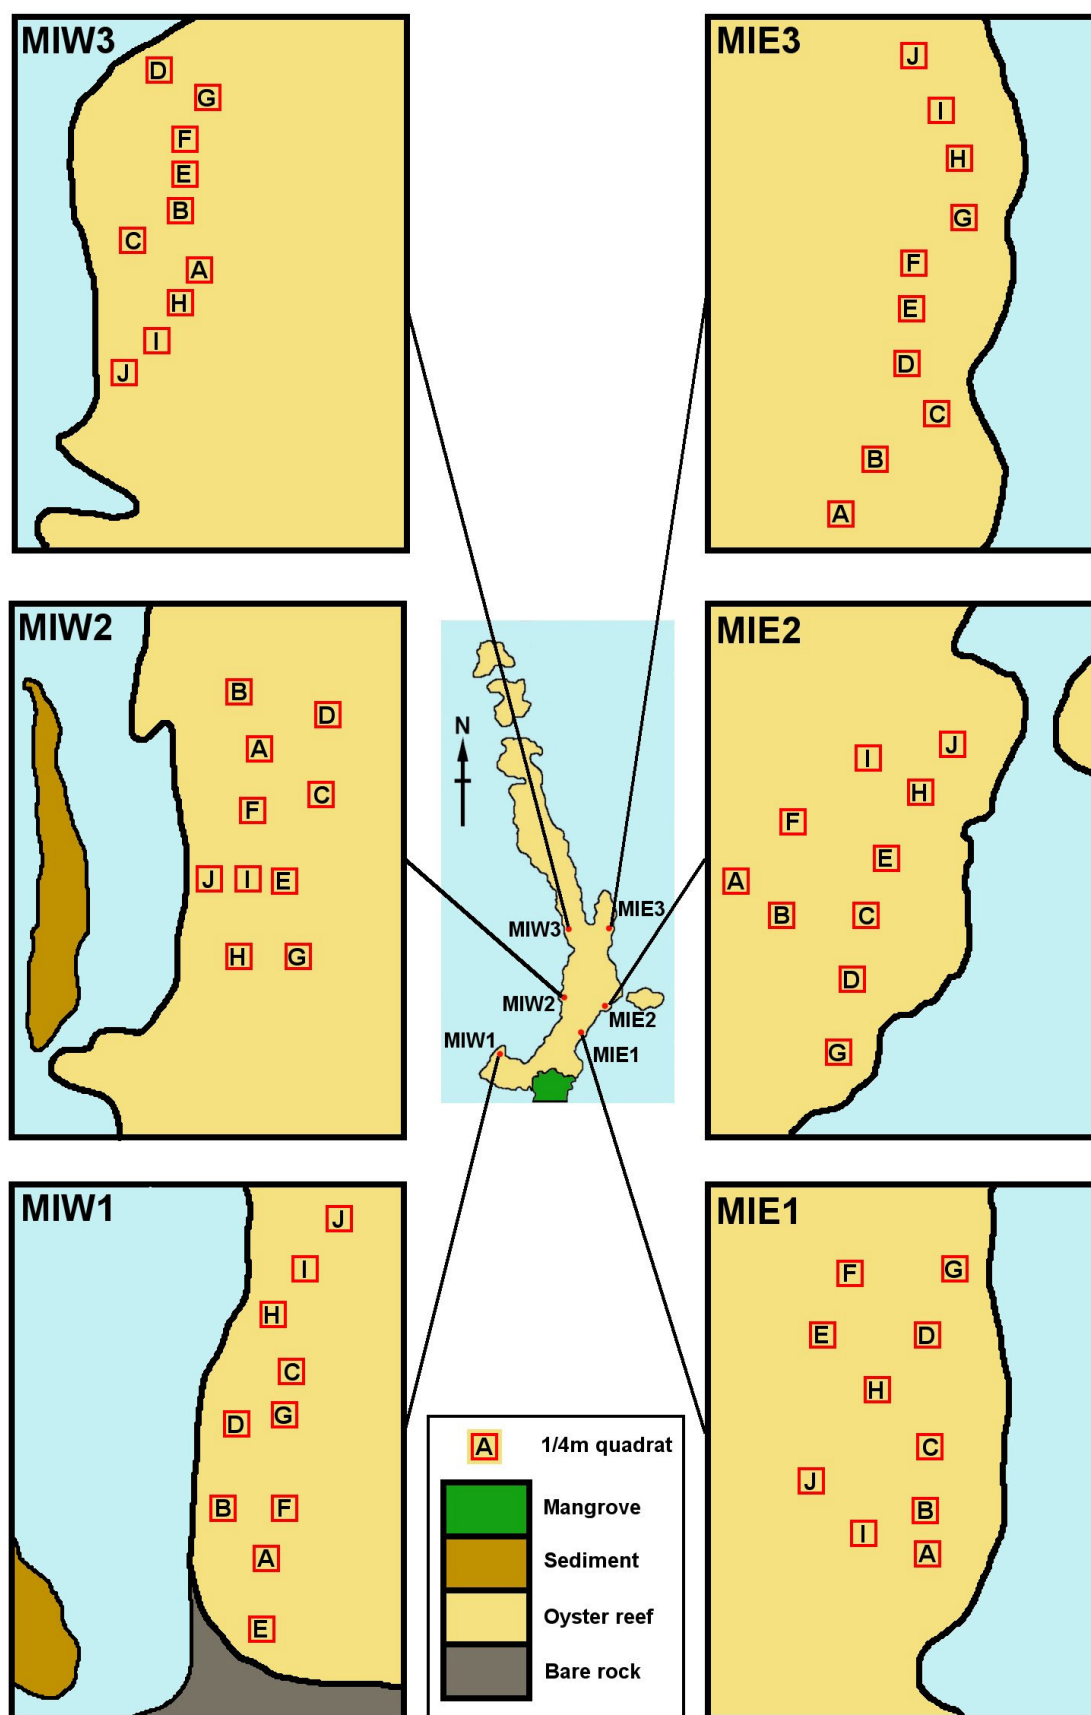 MIW3
D
G
F
E
B
C
A
H
I
J
MIE3
J
I
H
G
F
E
D
C
B
A
MIW2
B
D
A
C
F
J I E
H G
N
MIE3
MIW3
MIW2
MIE2
MIW1
MIE1
MIE2
J
I
H
F
E
A
B C
D
G
MIW1
J
I
H
C
G
D
B F
A
E
A 1/4m quadrat
Mangrove
Sediment
Oyster reef
Bare rock
MIE1
G
F
E D
H
C
J
B
I
A